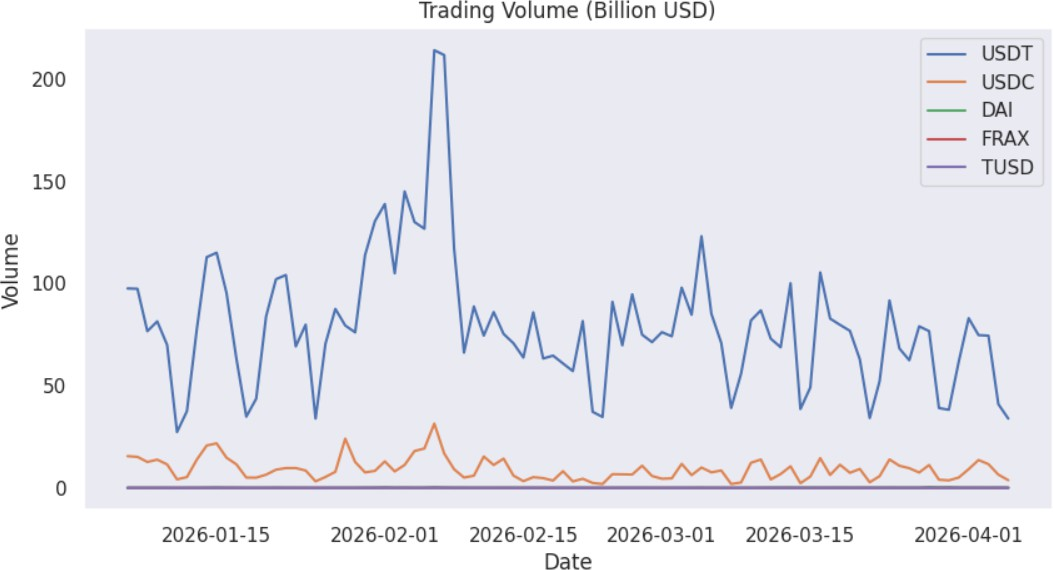 Trading Volume (Billion USD)
USDT
USDC
DAI
FRAX
TUSD
Volume
200
150
100
50
0
2026-01-15 2026-02-01 2026-02-15 2026-03-01 2026-03-15 2026-04-01
Date